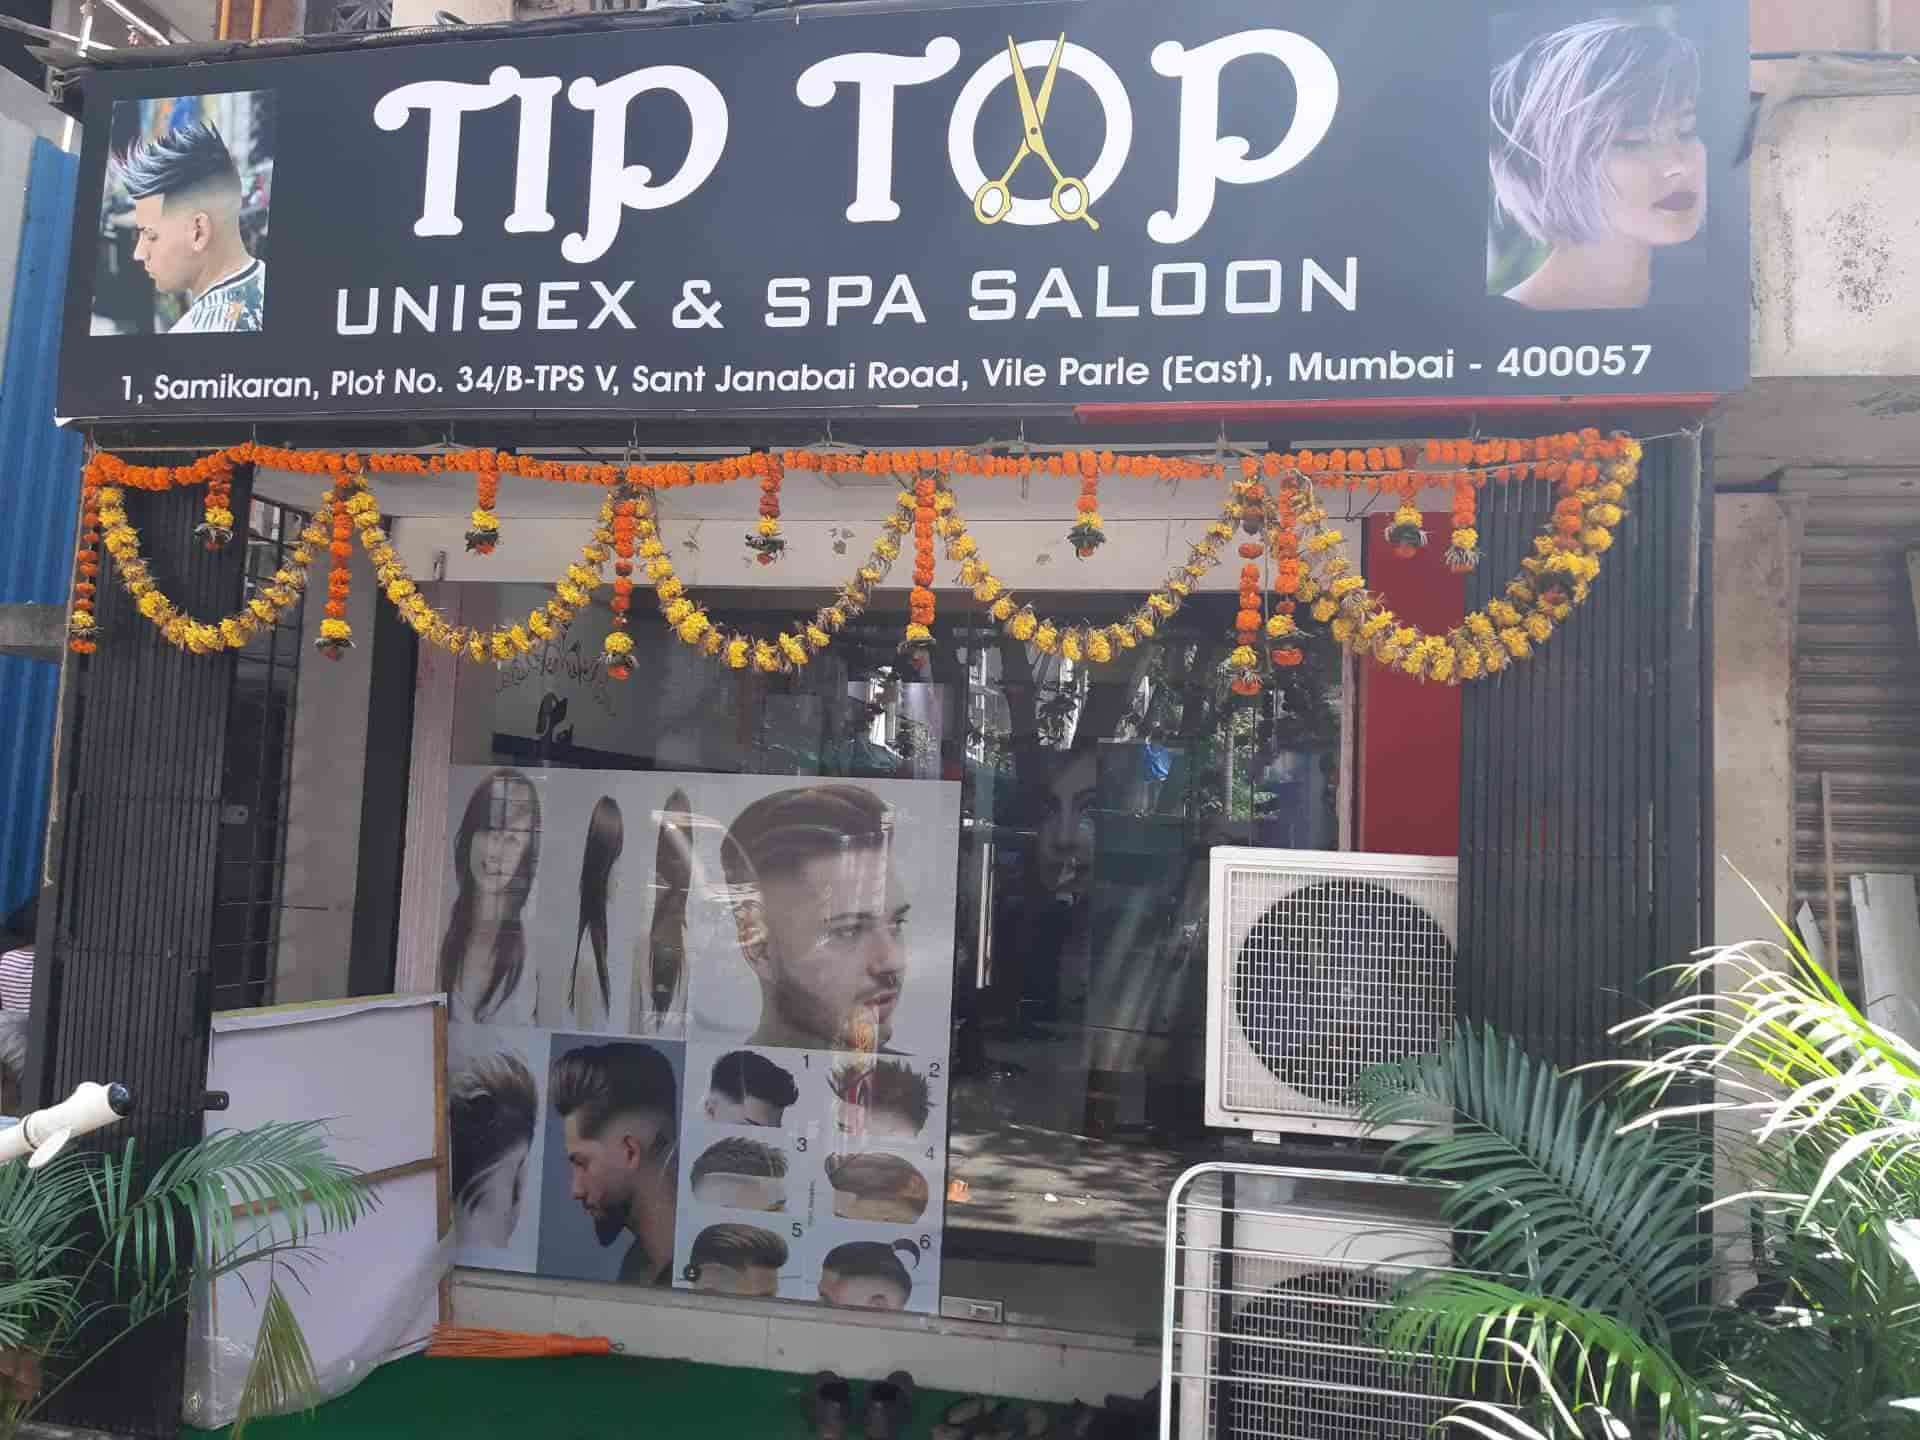 TIP TOP
UNISEX & SPA SALOON
1, Samikaran, Plot No. 34/B-TPS V, Sant Janabai Road, Vile Parle (East), Mumbai - 400057
1
2
3
4
5
6